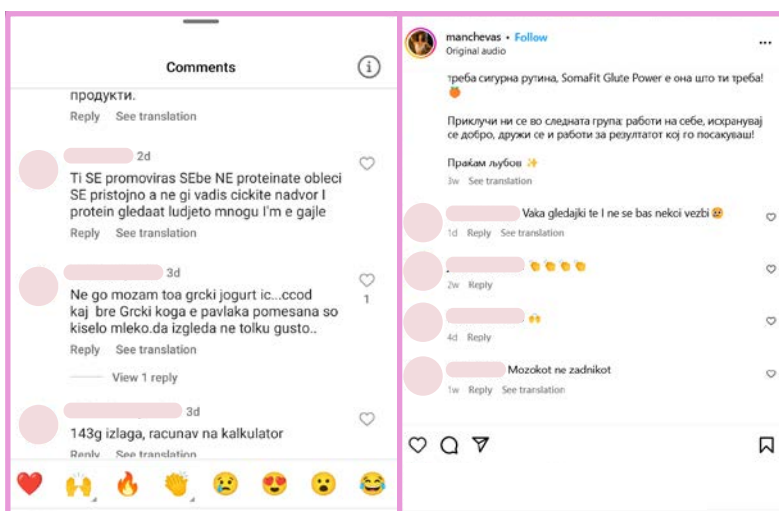 Comments
продукти.
Reply See translation
2d
Ti SE promoviras SEbe NE proteinate obleci
SE pristojno a ne gi vadis cickite nadvor I
protein gledaat ludjeto mnogu I'm e gajle
Reply See translation
3d
Ne go mozam toa grcki jogurt ic...ccod
kaj bre Grcki koga e pavlaka pomesana so
kiselo mleko.da izgleda ne tolku gusto..
1
Reply See translation
View 1 reply
3d
143g izlaga, racunav na kalkulator
Reply See translation
manchevas • Follow
Original audio
треба сигурна рутина, SomaFit Glute Power е она што ти треба!
Приклучи ни се во следната група: работи на себе, исхранувај
се добро, дружи се и работи за резултатот кој го посакуваш!
Праќам љубов
3w See translation
Vaka gledajki te I ne se bas nekci vezbi
1d Reply See translation
2w Reply
4d Reply
Mozokot ne zadnikot
1w Reply See translation